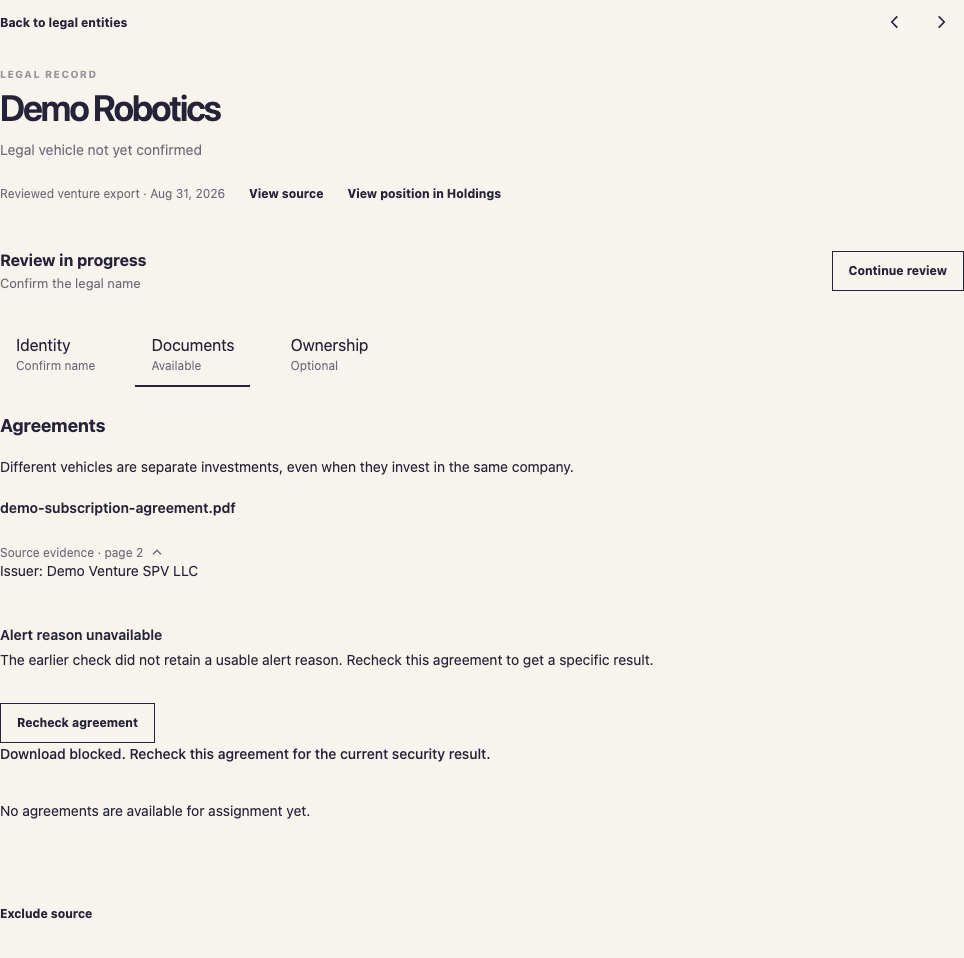 Back to legal entities
LEGAL RECORD
Demo Robotics
Legal vehicle not yet confirmed
Reviewed venture export · Aug 31, 2026 View source View position in Holdings
Review in progress
Confirm the legal name
Continue review
Identity Documents Ownership
Confirm name Available Optional
Agreements
Different vehicles are separate investments, even when they invest in the same company.
demo-subscription-agreement.pdf
Source evidence · page 2
Issuer: Demo Venture SPV LLC
Alert reason unavailable
The earlier check did not retain a usable alert reason. Recheck this agreement to get a specific result.
Recheck agreement
Download blocked. Recheck this agreement for the current security result.
No agreements are available for assignment yet.
Exclude source